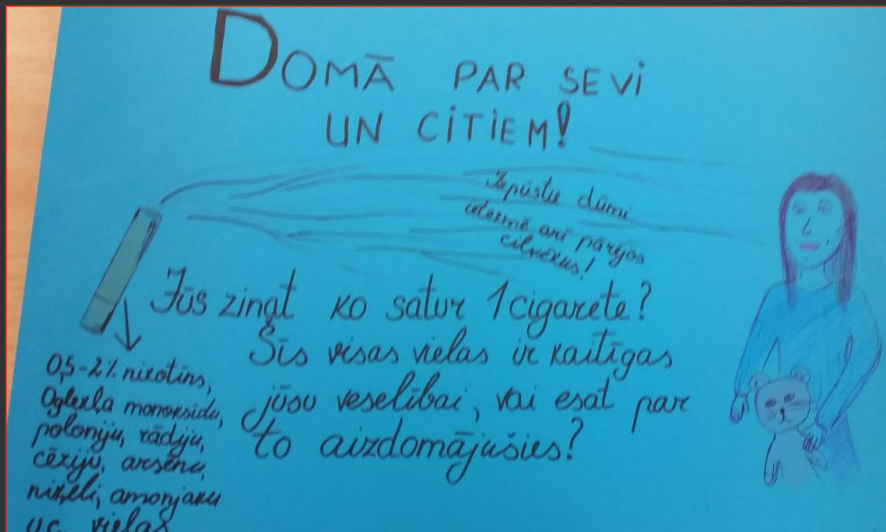 DOMĀ PAR SEVI
UN CITIEM!
Izpūstie dūmi
ietekmē arī pārējos
cilvēkus!
Jūs zinat ko satur 1 cigarete?
Šīs visas vielas ir kaitīgas
jūsu veselībai, vai esat par
to aizdomājušies?
0,5-2% nikotīns,
Oglekļa monoksīdu,
poloniju, rādiju,
cēziju, arsēnu,
niķeli, amonjaku
u.c. vielas